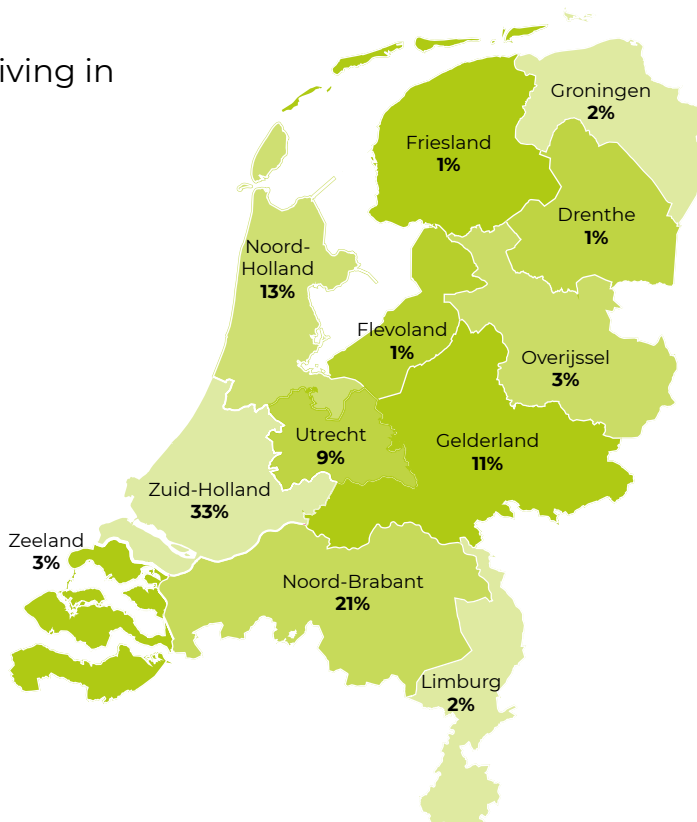 iving in
Groningen
2%
Friesland
1%
Drenthe
1%
Noord-
Holland
13%
Flevoland
1%
Overijssel
3%
Utrecht
9%
Gelderland
11%
Zuid-Holland
33%
Zeeland
3%
Noord-Brabant
21%
Limburg
2%